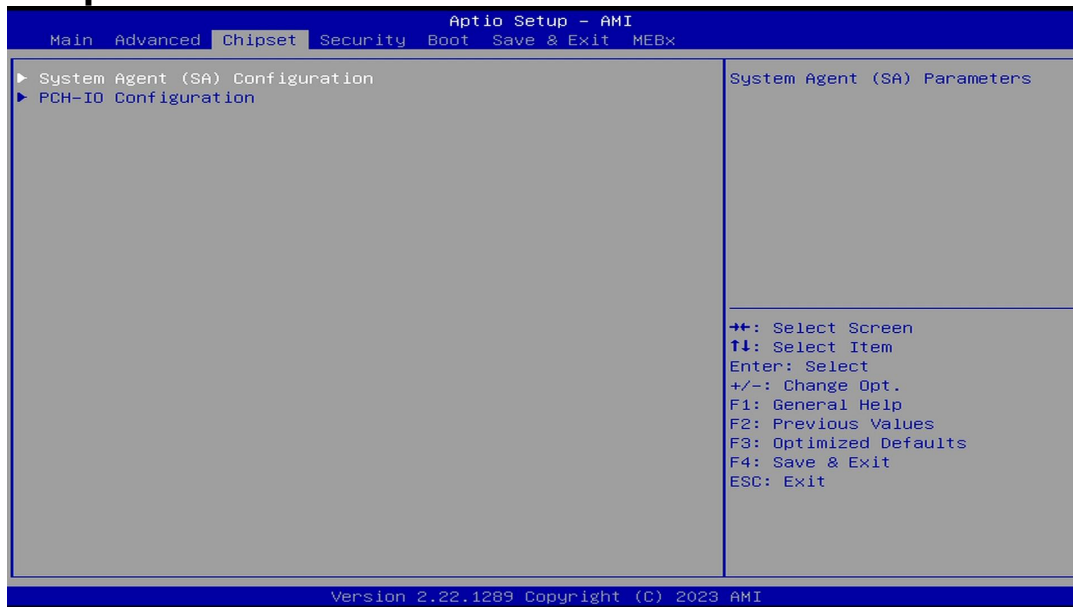 Aptio Setup – AMI
Main Advanced Chipset Security Boot Save & Exit MEBx
▶ System Agent (SA) Configuration
▶ PCH-IO Configuration
System Agent (SA) Parameters
→←: Select Screen
↑↓: Select Item
Enter: Select
+/-: Change Opt.
F1: General Help
F2: Previous Values
F3: Optimized Defaults
F4: Save & Exit
ESC: Exit
Version 2.22.1289 Copyright (C) 2023 AMI